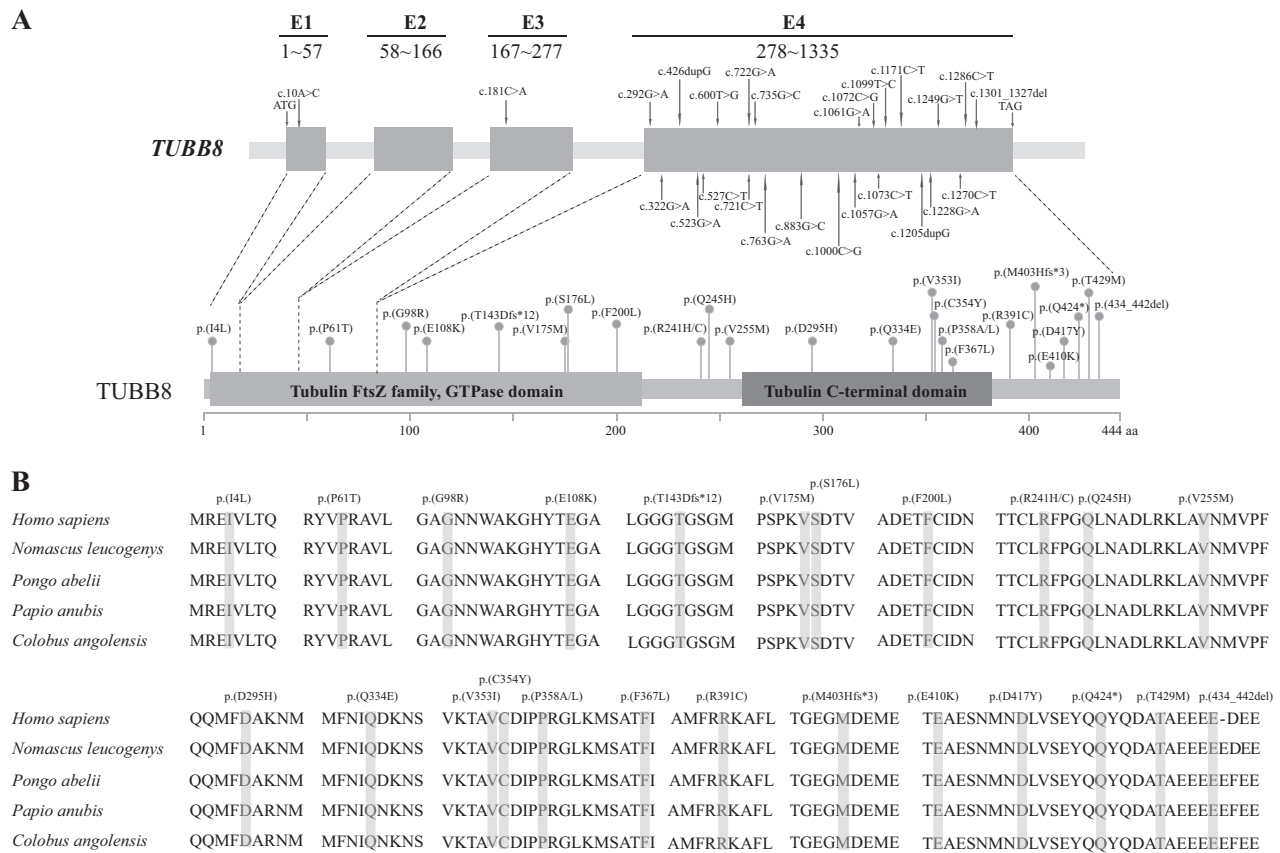 A
E1 E2 E3 E4
1~57 58~166 167~277 278~1335
c.10A>C
ATG
c.181C>A
c.292G>A
c.426dupG
c.600T>G
c.722G>A
c.735G>C
c.1061G>A
c.1072C>G
c.1099T>C
c.1171C>T
c.1249G>T
c.1286C>T
c.1301_1327del
TAG
TUBB8
c.322G>A
c.523G>A
c.527C>T
c.721C>T
c.763G>A
c.883G>C
c.1000C>G
c.1057G>A
c.1073C>T
c.1205dupG
c.1228G>A
c.1270C>T
p.(I4L)
p.(P61T)
p.(G98R)
p.(E108K)
p.(T143Dfs*12)
p.(V175M)
p.(S176L)
p.(F200L)
p.(R241H/C)
p.(Q245H)
p.(V255M)
p.(D295H)
p.(Q334E)
p.(V353I)
p.(C354Y)
p.(P358A/L)
p.(F367L)
p.(R391C)
p.(M403Hfs*3)
p.(E410K)
p.(D417Y)
p.(Q424*)
p.(T429M)
p.(434_442del)
TUBB8
Tubulin FtsZ family, GTPase domain
Tubulin C-terminal domain
1 100 200 300 400 444 aa
B
p.(I4L) p.(P61T) p.(G98R) p.(E108K) p.(T143Dfs*12) p.(V175M) p.(S176L) p.(F200L) p.(R241H/C) p.(Q245H) p.(V255M)
Homo sapiens MREIVLTQ RYVPRAVL GAGNNWAKGHYTEGA LGGGTGSGM PSPKVSDTV ADETFCIDN TTCLRFPGQLNADLRKLAVNMVPF
Nomascus leucogenys MREIVLTQ RYVPRAVL GAGNNWAKGHYTEGA LGGGTGSGM PSPKVSDTV ADETFCIDN TTCLRFPGQLNADLRKLAVNMVPF
Pongo abelii MREIVLTQ RYVPRAVL GAGNNWARGHYTEGA LGGGTGSGM PSPKVSDTV ADETFCIDN TTCLRFPGQLNADLRKLAVNMVPF
Papio anubis MREIVLTQ RYVPRAVL GAGNNWARGHYTEGA LGGGTGSGM PSPKVSDTV ADETFCIDN TTCLRFPGQLNADLRKLAVNMVPF
Colobus angolensis MREIVLTQ RYVPRAVL GAGNNWARGHYTEGA LGGGTGSGM PSPKVSDTV ADETFCIDN TTCLRFPGQLNADLRKLAVNMVPF
p.(D295H) p.(Q334E) p.(V353I) p.(C354Y) p.(P358A/L) p.(F367L) p.(R391C) p.(M403Hfs*3) p.(E410K) p.(D417Y) p.(Q424*) p.(T429M) p.(434_442del)
Homo sapiens QQMFDAKNM MFNIQDKNS VKTAVCDIPPRGLKMSATFI AMFRRKAFL TGEGMDEME TEAESNMNDLVSEYQQYQDATAEEEE-DEE
Nomascus leucogenys QQMFDAKNM MFNIQDKNS VKTAVCDIPPRGLKMSATFI AMFRRKAFL TGEGMDEME TEAESNMNDLVSEYQQYQDATAEEEEEDEE
Pongo abelii QQMFDAKNM MFNIQDKNS VKTAVCDIPPRGLKMSATFI AMFRRKAFL TGEGMDEME TEAESNMNDLVSEYQQYQDATAEEEEEFEE
Papio anubis QQMFDARNM MFNIQNKNS VKTAVCDIPPRGLKMSATFI AMFRRKAFL TGEGMDEME TEAESNMNDLVSEYQQYQDATAEEEEEFEE
Colobus angolensis QQMFDARNM MFNIQNKNS VKTAVCDIPPRGLKMSATFI AMFRRKAFL TGEGMDEME TEAESNMNDLVSEYQQYQDATAEEEEEFEE